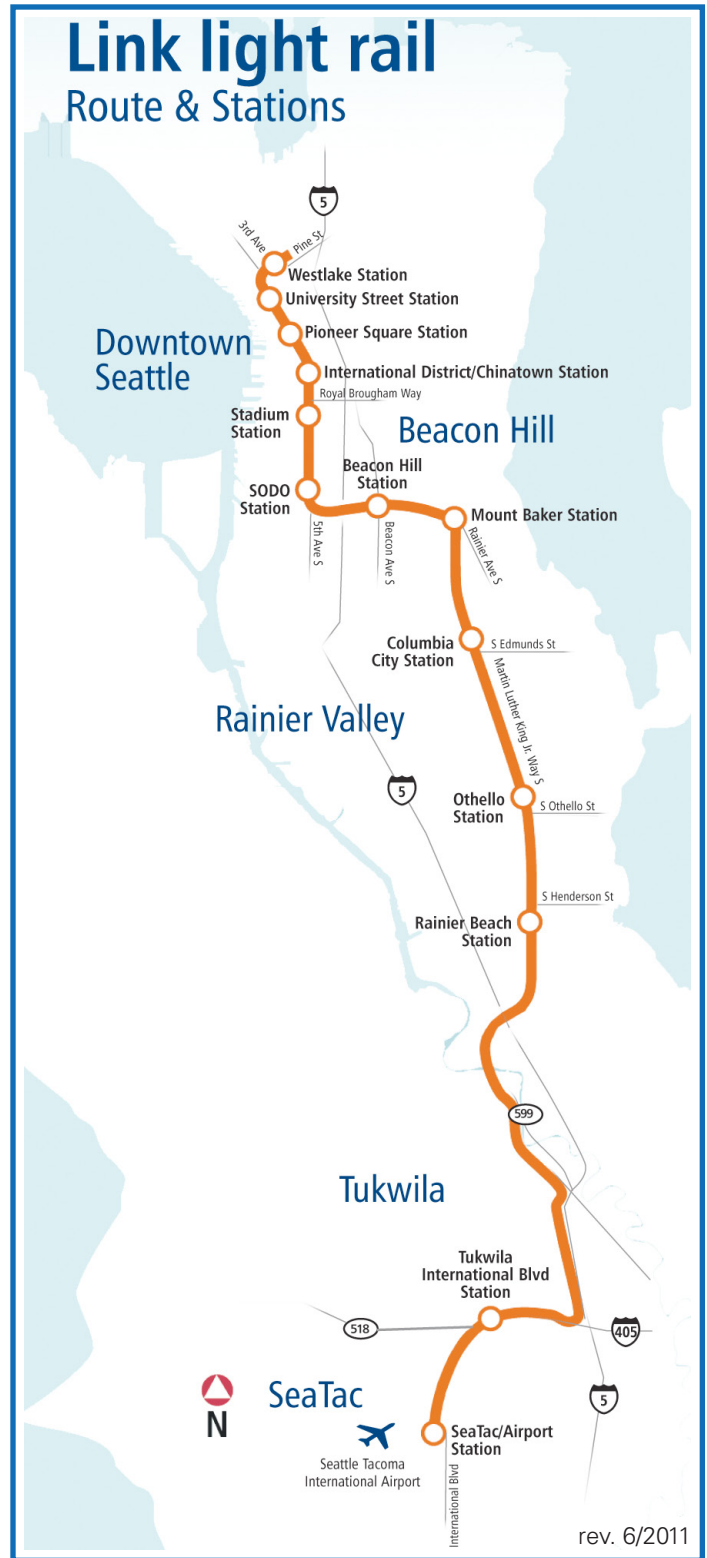 Link light rail
Route & Stations
5
3rd Ave
Pine St
Westlake Station
University Street Station
Pioneer Square Station
Downtown
Seattle
International District/Chinatown Station
Royal Brougham Way
Stadium
Station
Beacon Hill
Beacon Hill
Station
SODO
Station
Mount Baker Station
5th Ave S
Beacon Ave S
Rainier Ave S
Columbia
City Station
S Edmunds St
Martin Luther King Jr. Way S
Rainier Valley
5
Othello
Station
S Othello St
S Henderson St
Rainier Beach
Station
599
Tukwila
Tukwila
International Blvd
Station
518
405
SeaTac
N
5
SeaTac/Airport
Station
Seattle Tacoma
International Airport
International Blvd
rev. 6/2011